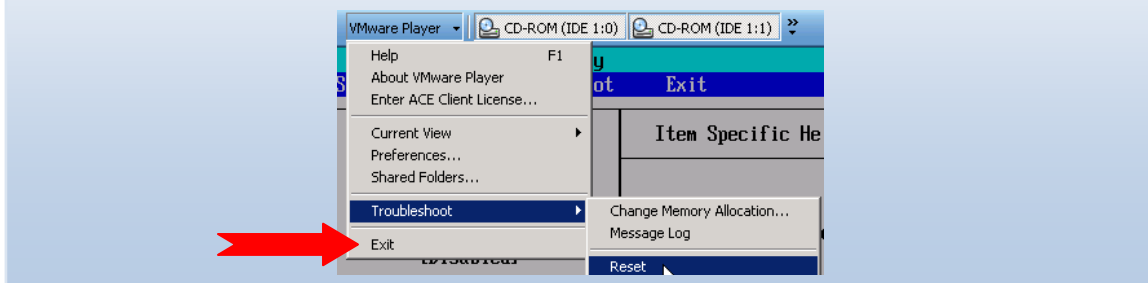 VMware Player CD-ROM (IDE 1:0) CD-ROM (IDE 1:1)
Help F1
About VMware Player
Enter ACE Client License...
Exit
Current View
Item Specific He
Preferences...
Shared Folders...
Troubleshoot
Change Memory Allocation...
Message Log
Exit
Reset